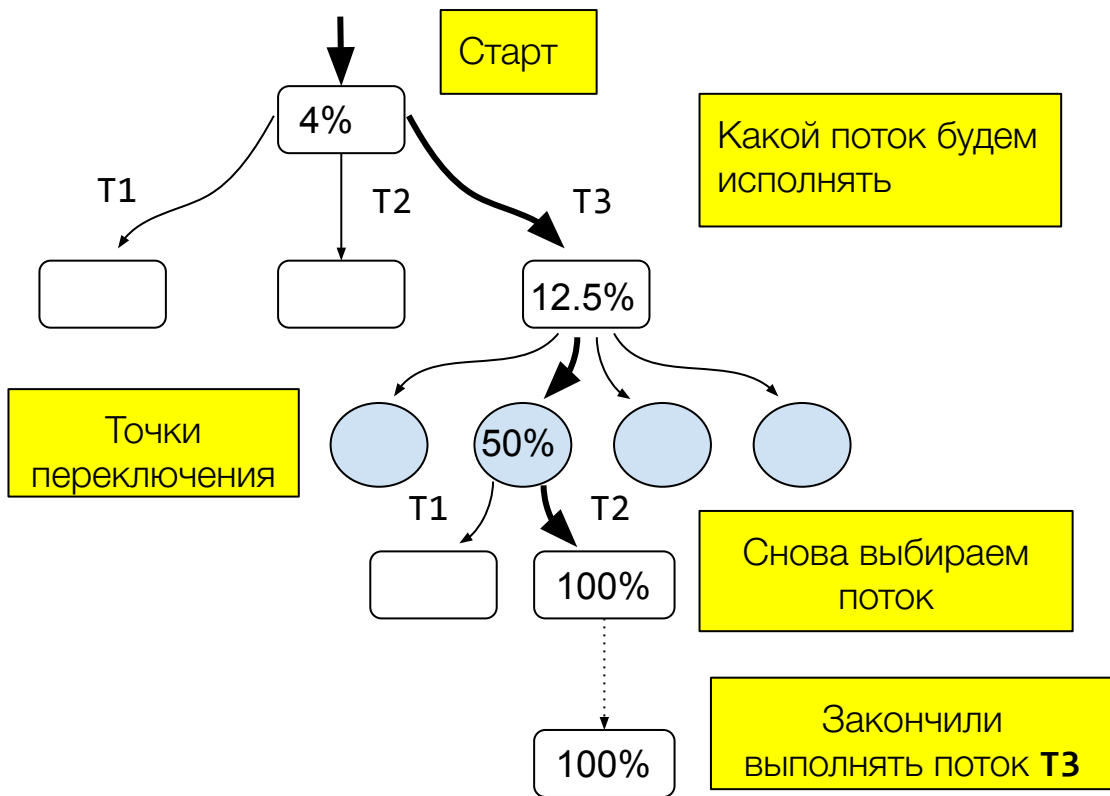 Старт
4%
Какой поток будем
исполнять
T1
T2
T3
12.5%
Точки
переключения
50%
T1
T2
Снова выбираем
поток
100%
Закончили
выполнять поток T3
100%